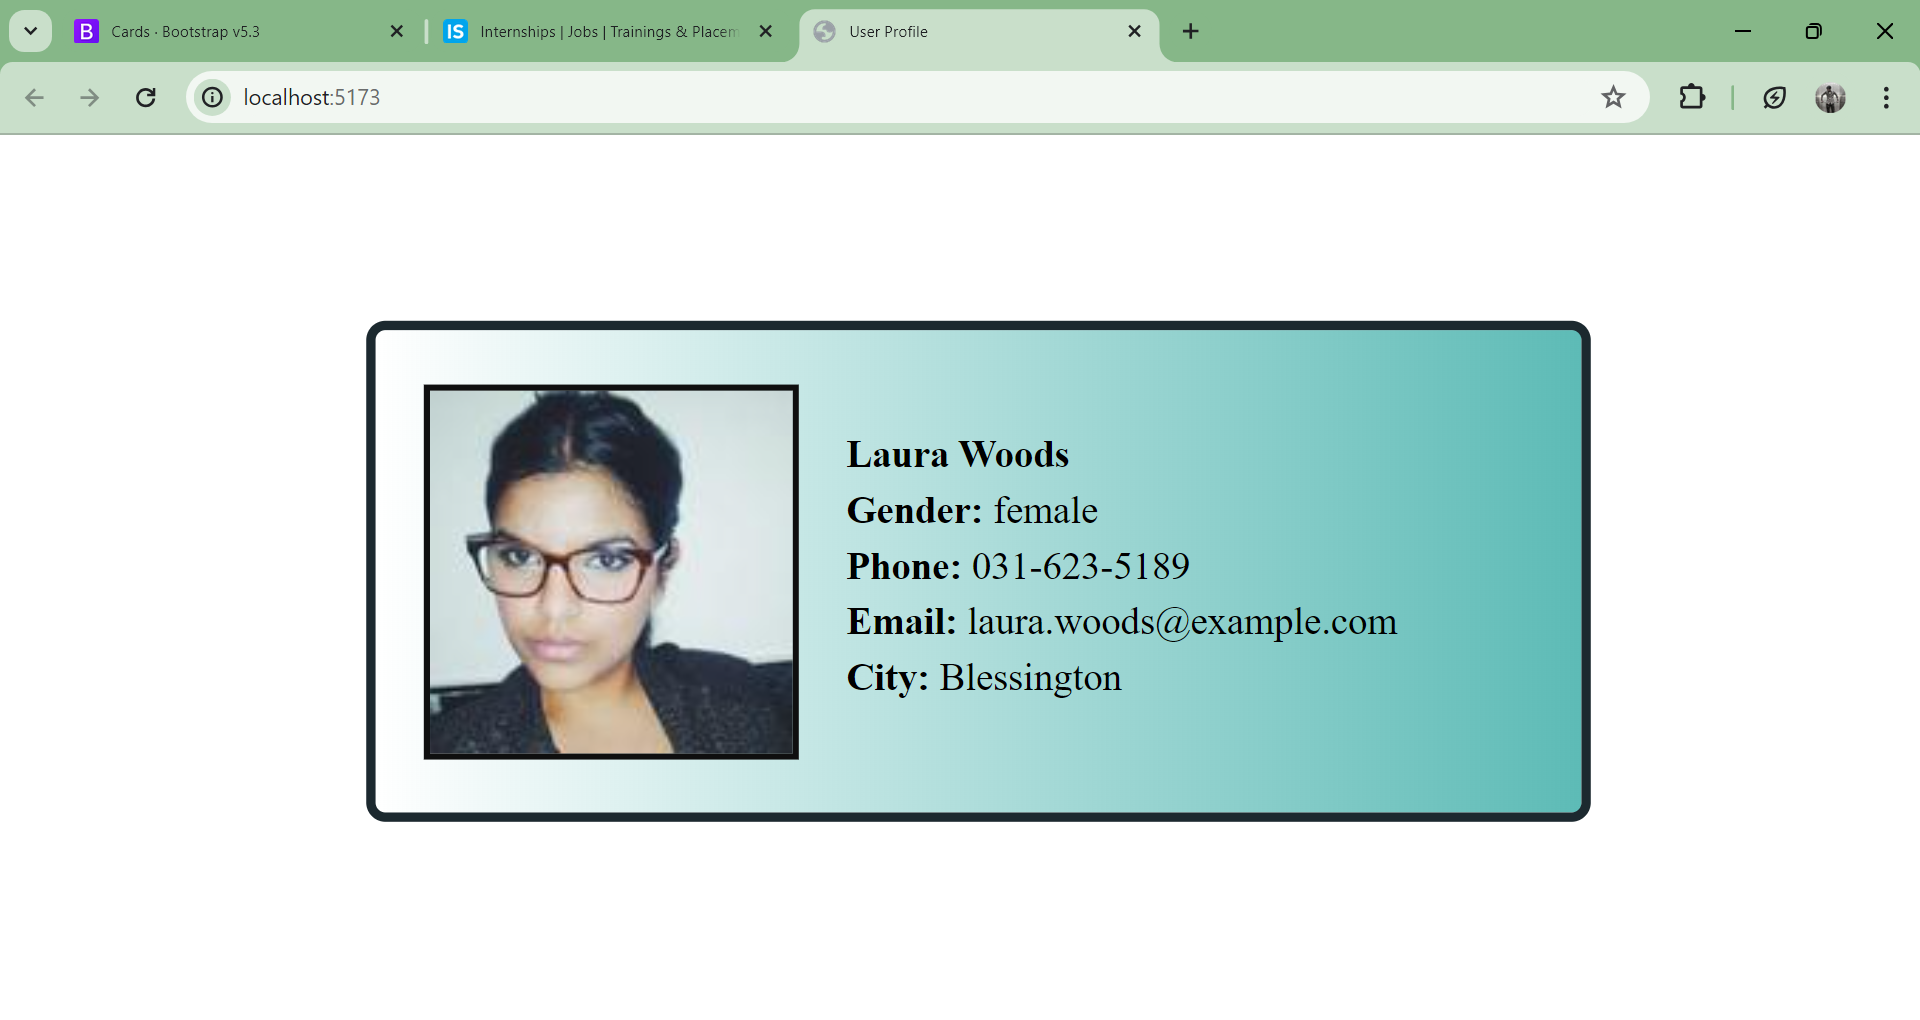 B Cards · Bootstrap v5.3
IS Internships | Jobs | Trainings & Placem
User Profile
localhost:5173
Laura Woods
Gender: female
Phone: 031-623-5189
Email: laura.woods@example.com
City: Blessington